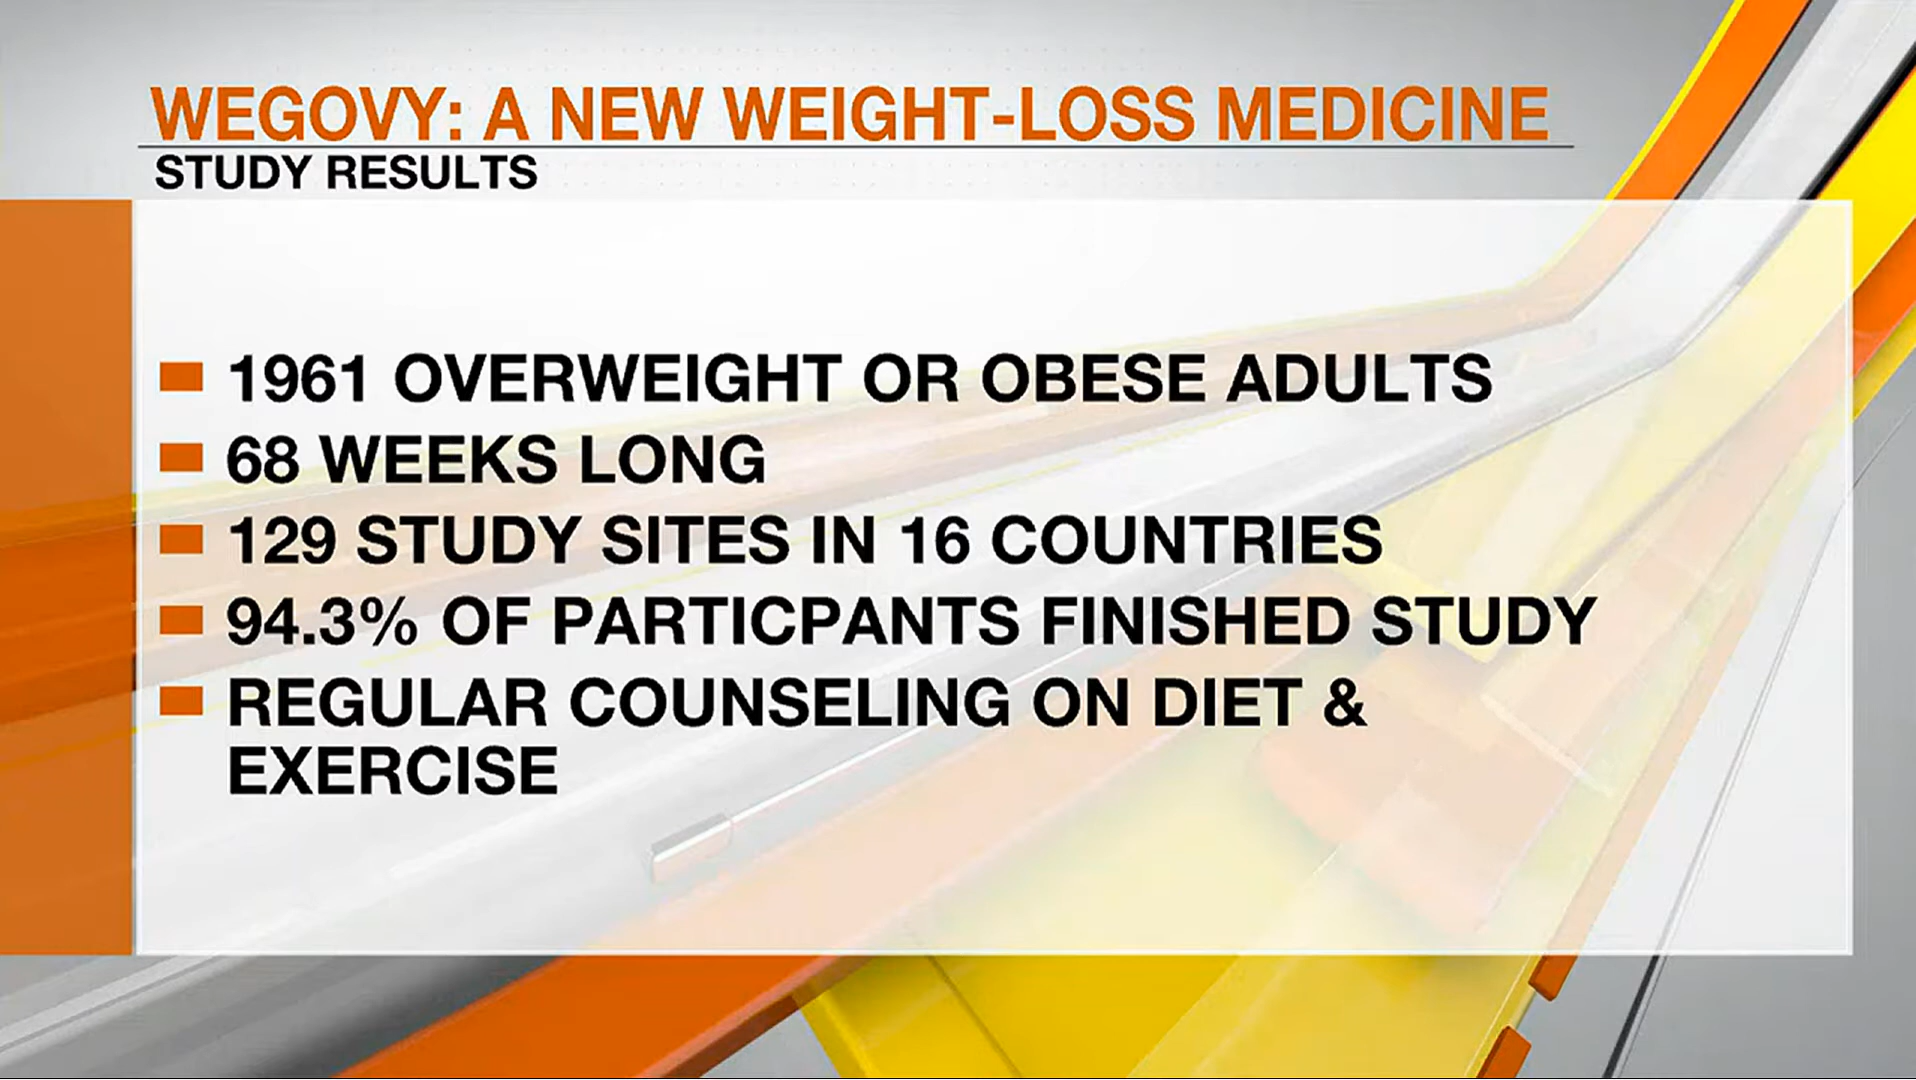 WEGOVY: A NEW WEIGHT-LOSS MEDICINE
STUDY RESULTS
1961 OVERWEIGHT OR OBESE ADULTS
68 WEEKS LONG
129 STUDY SITES IN 16 COUNTRIES
94.3% OF PARTICPANTS FINISHED STUDY
REGULAR COUNSELING ON DIET &
EXERCISE